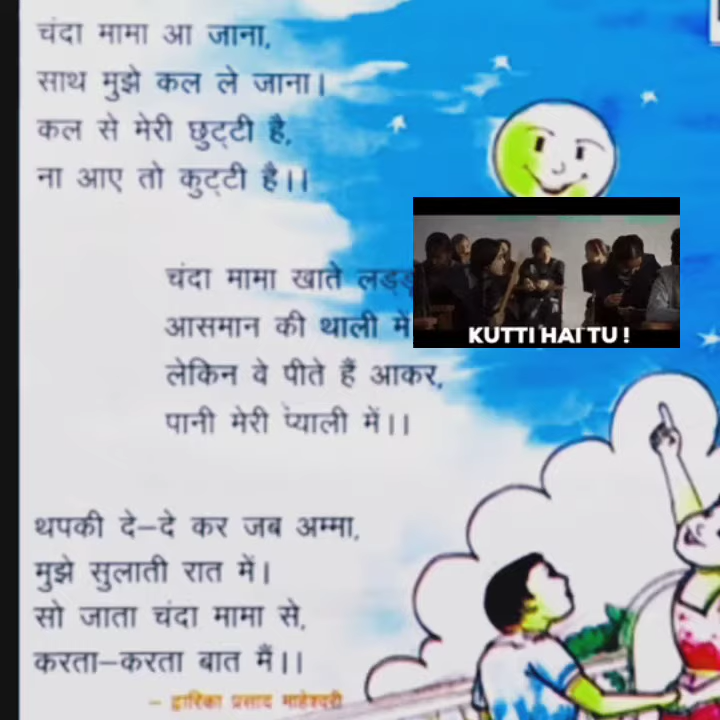 चंदा मामा आ जाना,
साथ मुझे कल ले जाना।
कल से मेरी छुट्टी है,
ना आए तो कुट्टी है।।
चंदा मामा खाते
आसमान की थाली में
लेकिन वे पीते हैं आकर,
पानी मेरी प्याली में।।
KUTTI HAI TU !
थपकी दे–दे कर जब अम्मा,
मुझे सुलाती रात में।
सो जाता चंदा मामा से,
करता–करता बात मैं।।
– द्वारिका प्रसाद माहेश्वरी